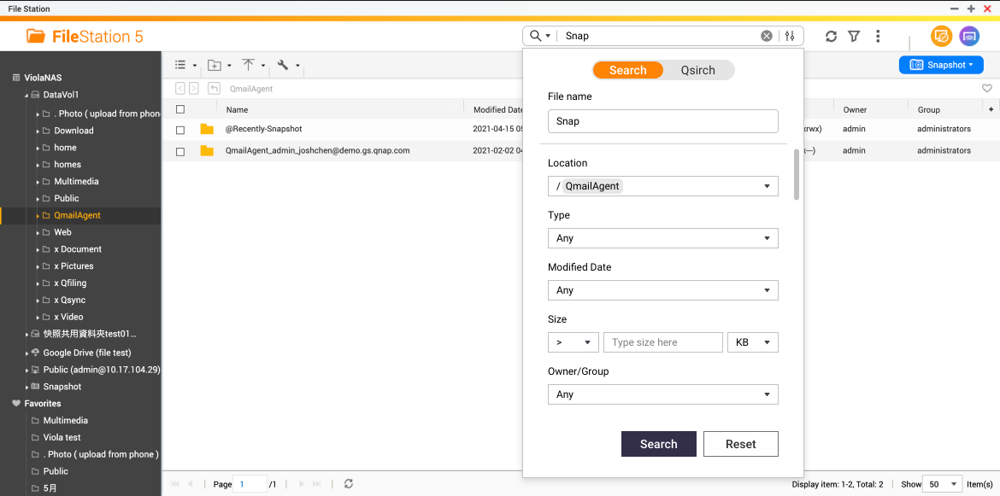 File Station
FileStation 5
Snap
Snapshot
ViolaNAS
DataVol1
. Photo ( upload from phon
Download
home
homes
Multimedia
Public
QmailAgent
Web
x Document
x Pictures
x Qfiling
x Qsync
x Video
快照共用資料夾test01...
Google Drive (file test)
Public (admin@10.17.104.29)
Snapshot
Favorites
Multimedia
Viola test
. Photo ( upload from phone )
Public
5月
QmailAgent
Name Modified Date Owner Group
@Recently-Snapshot 2021-04-15 05 rwx) admin administrators
QmailAgent_admin_joshchen@demo.gs.qnap.com 2021-02-02 04 admin administrators
Search Qsirch
File name
Snap
Location
/ QmailAgent
Type
Any
Modified Date
Any
Size
> Type size here KB
Owner/Group
Any
Search Reset
Page 1 /1
Display item: 1-2, Total: 2 Show 50 Item(s)